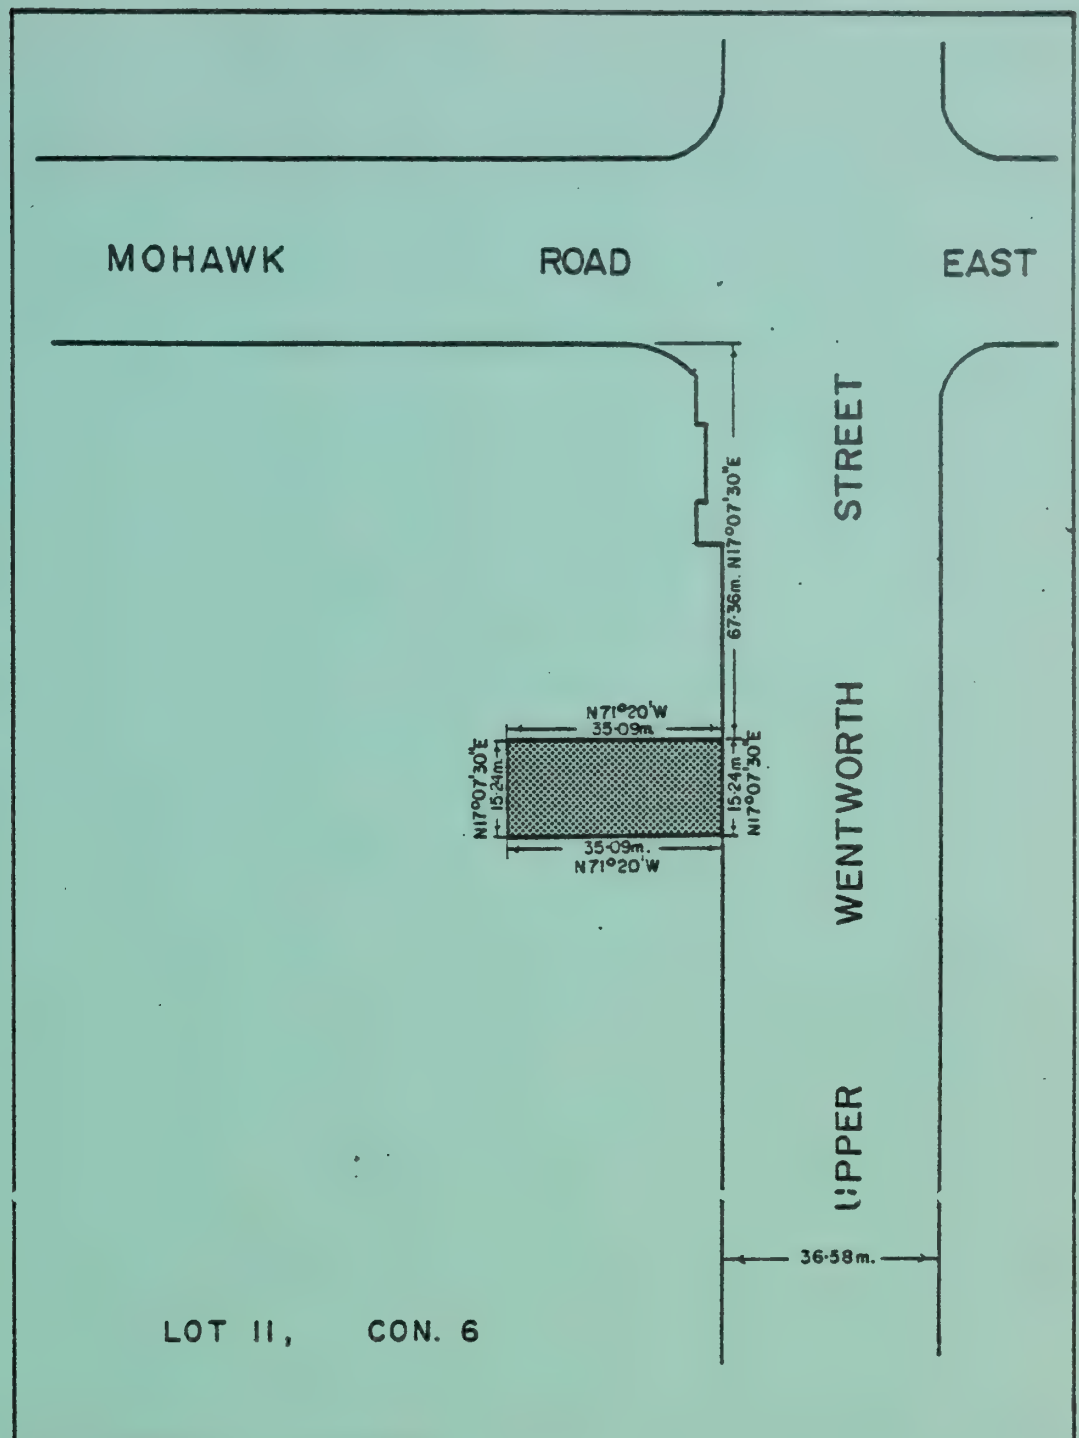 MOHAWK ROAD EAST
STREET
WENTWORTH
UPPER
67.36m. N17°07'30"E
N71°20'W
35.09m
N17°07'30"E
15.24m.
15.24m
N17°07'30"E
35.09m.
N71°20'W
36.58m.
LOT 11, CON. 6